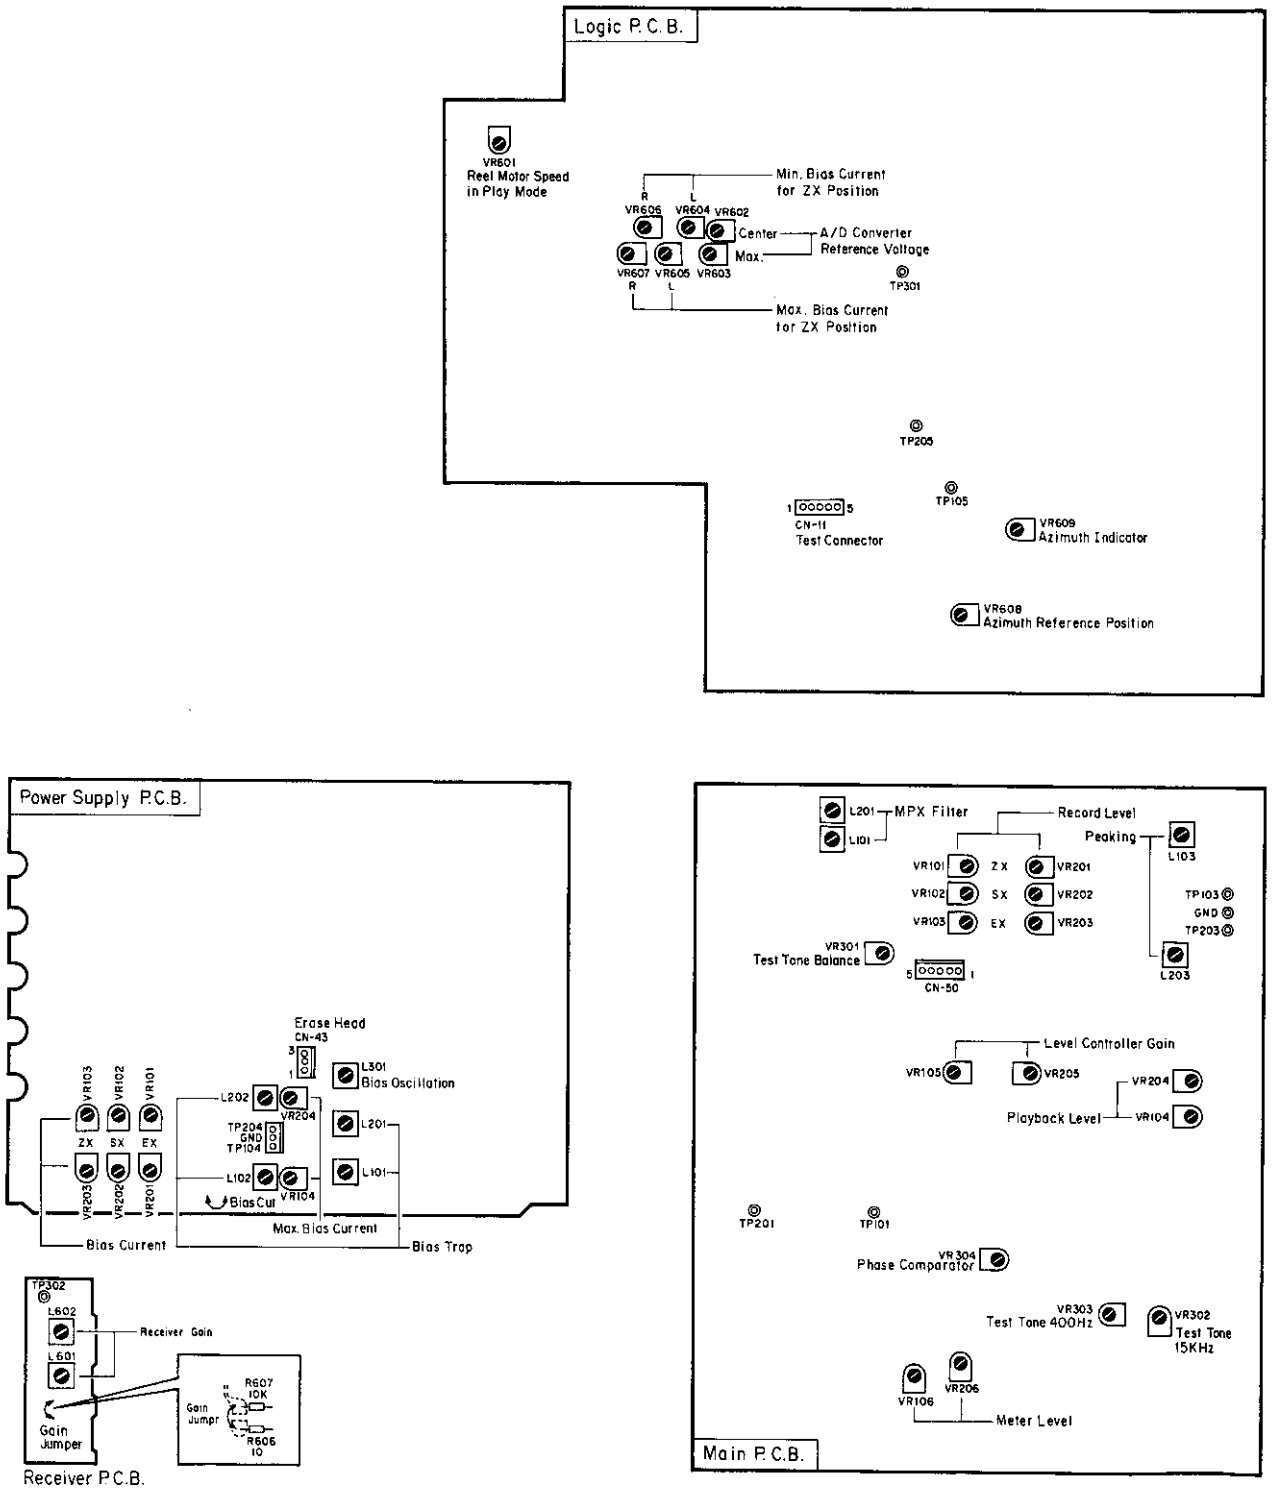 Logic P.C.B.
VR601
Reel Motor Speed
in Play Mode
Min. Bias Current
for ZX Position
R L
VR606 VR604 VR602
Center
A/D Converter
Reference Voltage
Max.
VR607 VR605 VR603
R L
TP301
Max. Bias Current
for ZX Position
TP205
TP105
1 5
CN-11
Test Connector
VR609
Azimuth Indicator
VR608
Azimuth Reference Position
Power Supply P.C.B.
Erase Head
CN-43
3
1
L301
Bias Oscillation
VR103 VR102 VR101
L202
VR204
L201
TP204
GND
TP104
ZX SX EX
L102
VR104
L101
VR203 VR202 VR201
Bias Cut
Max. Bias Current
Bias Current
Bias Trap
TP302
L602
Receiver Gain
L601
Gain
Jumper
R607
10K
"
Gain
Jumpr
R606
10
Receiver P.C.B.
L201 MPX Filter
L101
Record Level
Peaking
L103
VR101 ZX VR201
VR102 SX VR202
VR103 EX VR203
TP103
GND
TP203
VR301
Test Tone Balance
5 1
CN-50
L203
Level Controller Gain
VR105 VR205
VR204
Playback Level
VR104
TP201 TP101
VR304
Phase Comparator
VR303
Test Tone 400Hz
VR302
Test Tone
15KHz
VR106 VR206
Meter Level
Main P.C.B.